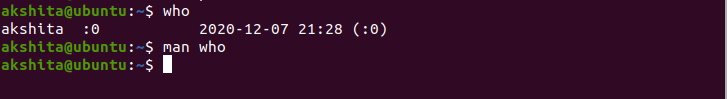 akshita@ubuntu:~$ who
akshita  :0           2020-12-07 21:28 (:0)
akshita@ubuntu:~$ man who
akshita@ubuntu:~$